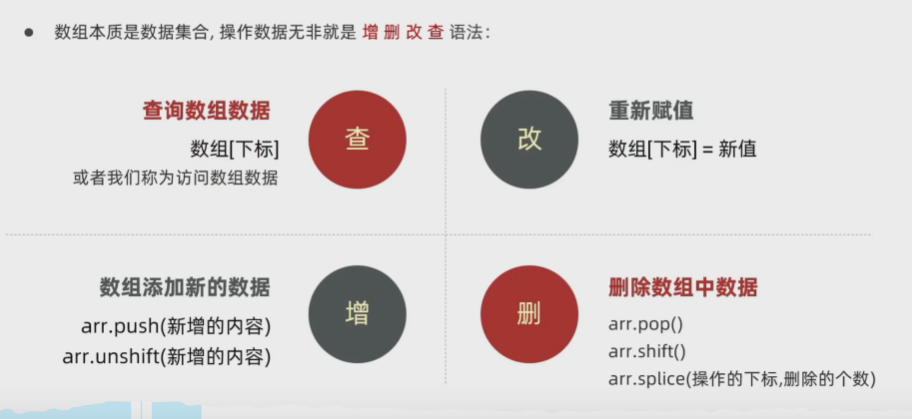 数组本质是数据集合, 操作数据无非就是 增 删 改 查 语法：
查询数组数据
数组[下标]
或者我们称为访问数组数据
查
改
重新赋值
数组[下标] = 新值
数组添加新的数据
arr.push(新增的内容)
arr.unshift(新增的内容)
增
删
删除数组中数据
arr.pop()
arr.shift()
arr.splice(操作的下标,删除的个数)